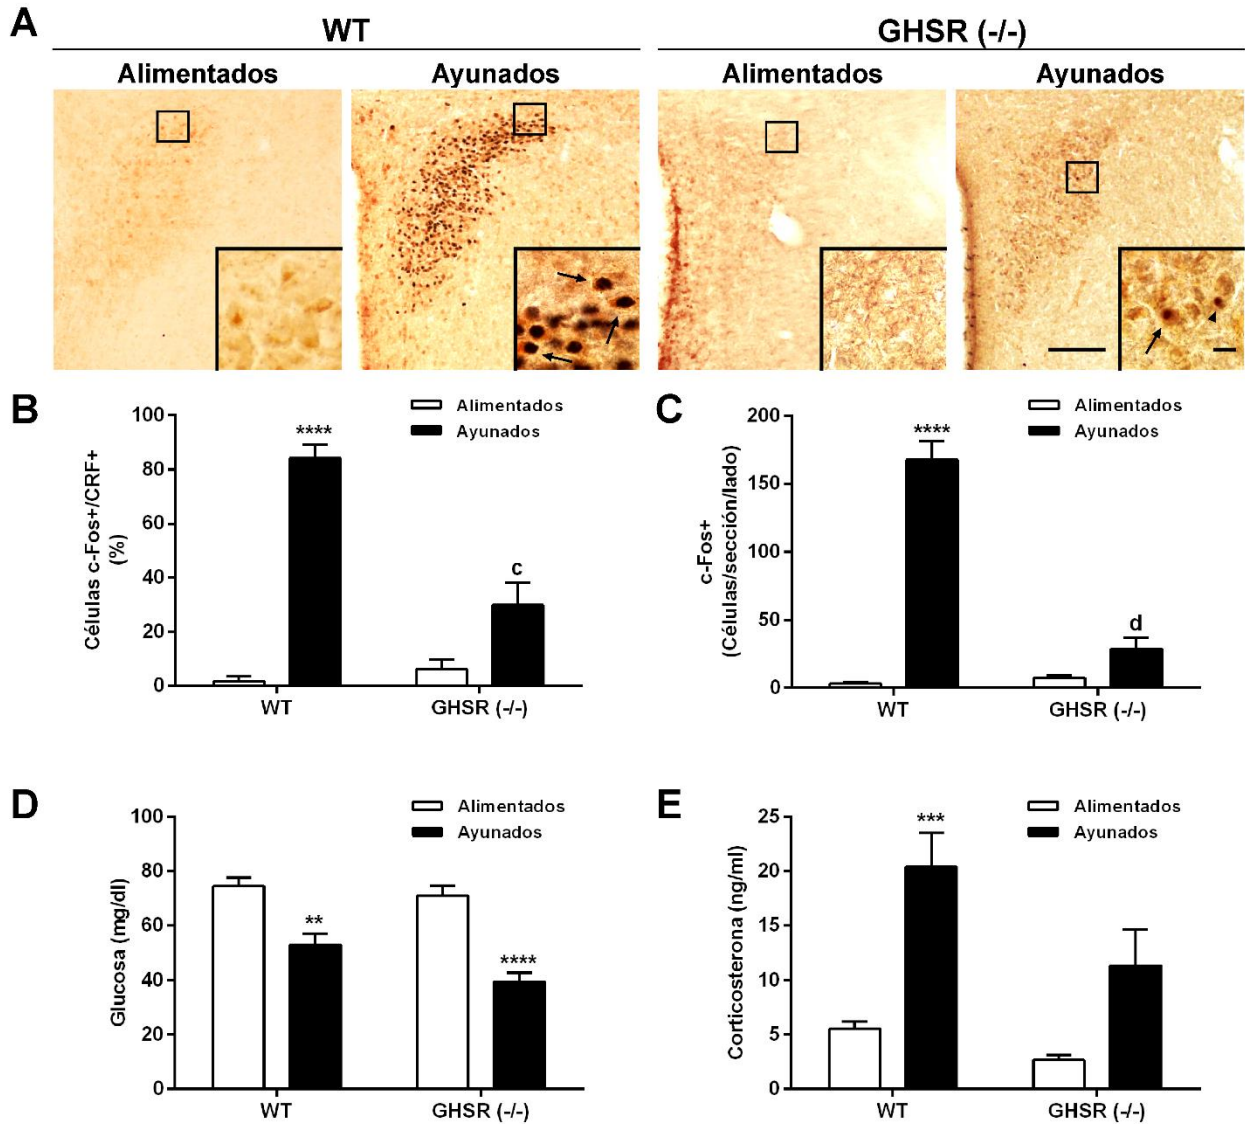 A
WT
GHSR (-/-)
Alimentados
Ayunados
Alimentados
Ayunados
B
Células c-Fos+/CRF+
(%)
100
80
60
40
20
0
Alimentados
Ayunados
****
c
WT
GHSR (-/-)
C
c-Fos+
(Células/sección/lado)
200
150
100
50
0
Alimentados
Ayunados
****
d
WT
GHSR (-/-)
D
Glucosa (mg/dl)
100
80
60
40
20
0
Alimentados
Ayunados
**
****
WT
GHSR (-/-)
E
Corticosterona (ng/ml)
25
20
15
10
5
0
Alimentados
Ayunados
***
WT
GHSR (-/-)